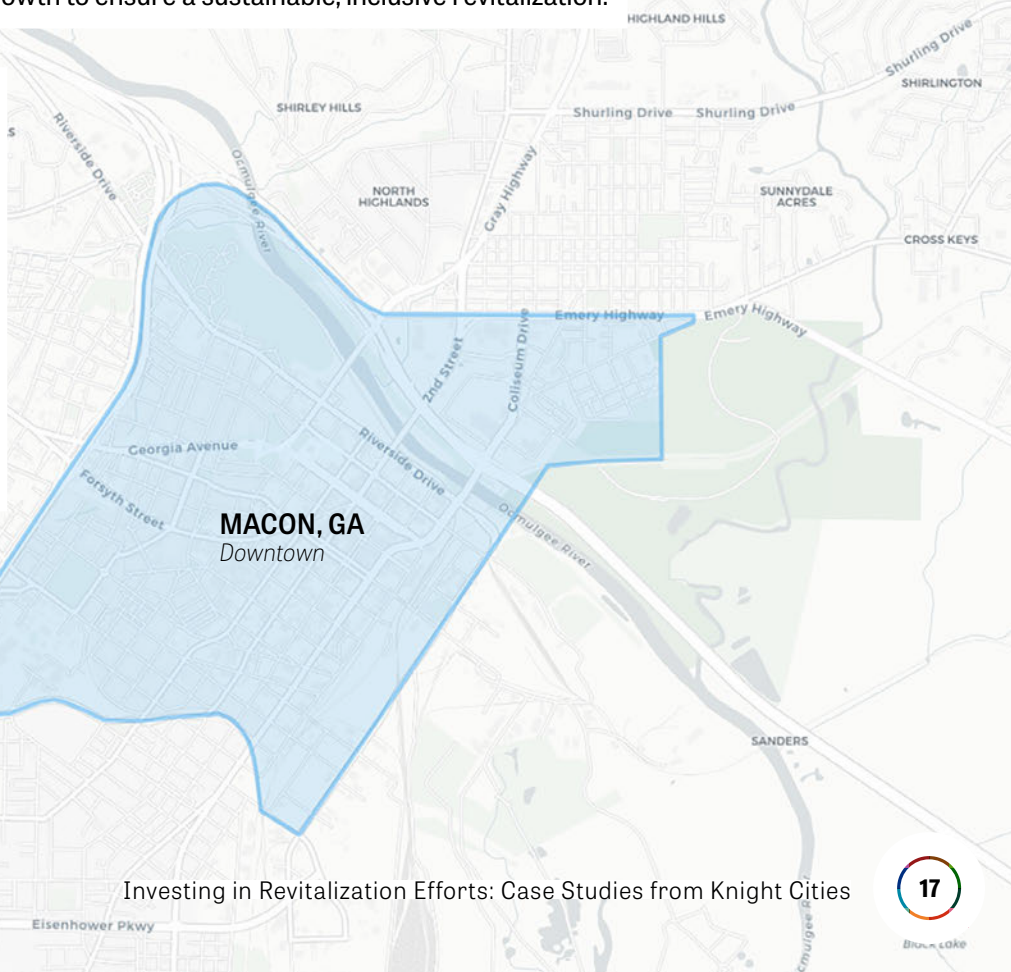 owth to ensure a sustainable, inclusive revitalization.
HIGHLAND HILLS
Shurling Drive
SHIRLINGTON
SHIRLEY HILLS
Shurling Drive Shurling Drive
S
Riverside Drive
Ocmulgee River
NORTH
HIGHLANDS
Gray Highway
SUNNYDALE
ACRES
CROSS KEYS
Emery Highway
Emery Highway
2nd Street
Coliseum Drive
Georgia Avenue
Riverside Drive
Forsyth Street
MACON, GA
Downtown
Ocmulgee River
SANDERS
Investing in Revitalization Efforts: Case Studies from Knight Cities
17
Eisenhower Pkwy
Lake